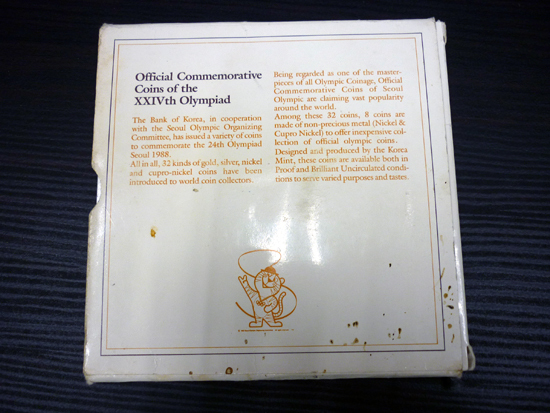 Official Commemorative
Coins of the
XXIVth Olympiad
The Bank of Korea, in cooperation
with the Seoul Olympic Organizing
Committee, has issued a variety of coins
to commemorate the 24th Olympiad
Seoul 1988.
All in all, 32 kinds of gold, silver, nickel
and cupro-nickel coins have been
introduced to world coin collectors.
Being regarded as one of the master-
pieces of all Olympic Coinage, Official
Commemorative Coins of Seoul
Olympic are claiming vast popularity
around the world.
Among these 32 coins, 8 coins are
made of non-precious metal (Nickel &
Cupro Nickel) to offer inexpensive col-
lection of official olympic coins.
Designed and produced by the Korea
Mint, these coins are available both in
Proof and Brilliant Uncirculated condi-
tions to serve varied purposes and tastes.